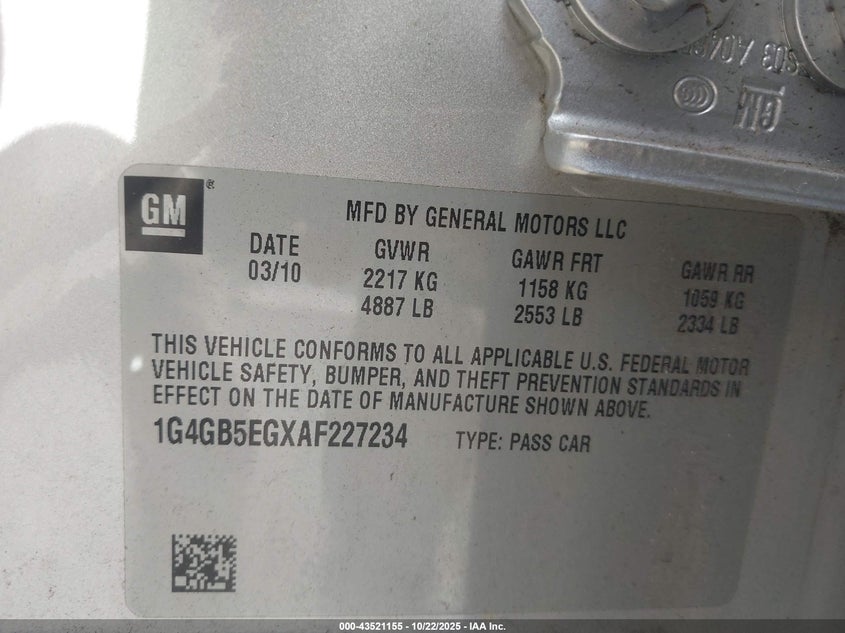 GM
®
MFD BY GENERAL MOTORS LLC
DATE GVWR GAWR FRT GAWR RR
03/10 2217 KG 1158 KG 1059 KG
4887 LB 2553 LB 2334 LB
THIS VEHICLE CONFORMS TO ALL APPLICABLE U.S. FEDERAL MOTOR
VEHICLE SAFETY, BUMPER, AND THEFT PREVENTION STANDARDS IN
EFFECT ON THE DATE OF MANUFACTURE SHOWN ABOVE.
1G4GB5EGXAF227234 TYPE: PASS CAR
GM
000-43521155 - 10/22/2025 - IAA Inc.